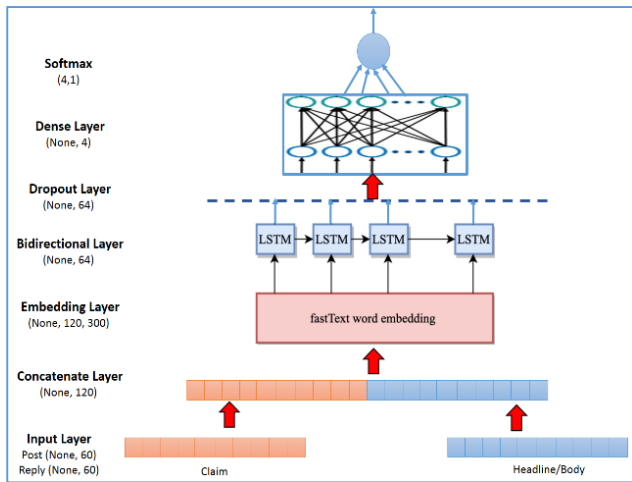 Softmax
(4,1)
Dense Layer
(None, 4)
Dropout Layer
(None, 64)
LSTM LSTM LSTM LSTM
Bidirectional Layer
(None, 64)
Embedding Layer
(None, 120, 300)
fastText word embedding
Concatenate Layer
(None, 120)
Input Layer
Post (None, 60)
Reply (None, 60)
Claim
Headline/Body